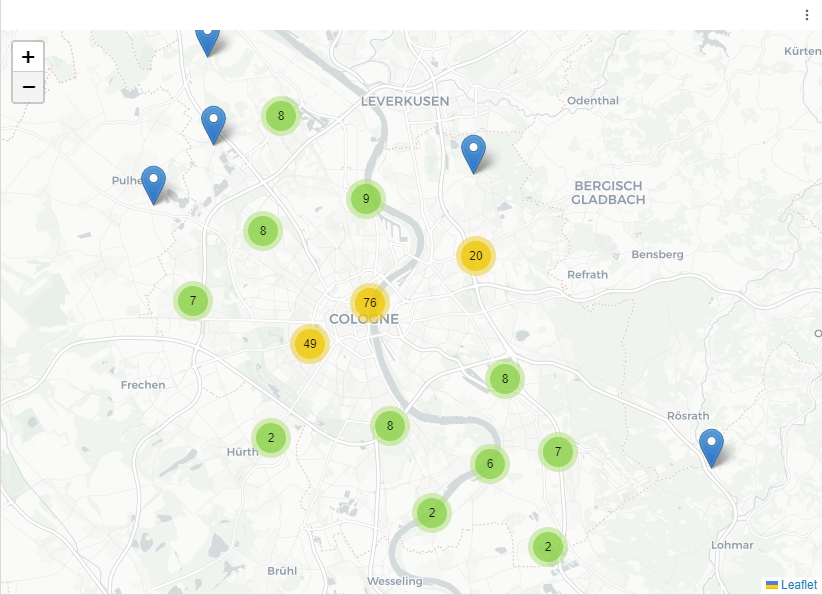 +
−
Kürten
LEVERKUSEN
Odenthal
8
Pulhe
BERGISCH
GLADBACH
9
8
Bensberg
20
Refrath
7
76
COLOGNE
49
8
Frechen
Rösrath
8
2
Hürth
7
6
2
Lohmar
2
Brühl
Wesseling
Leaflet